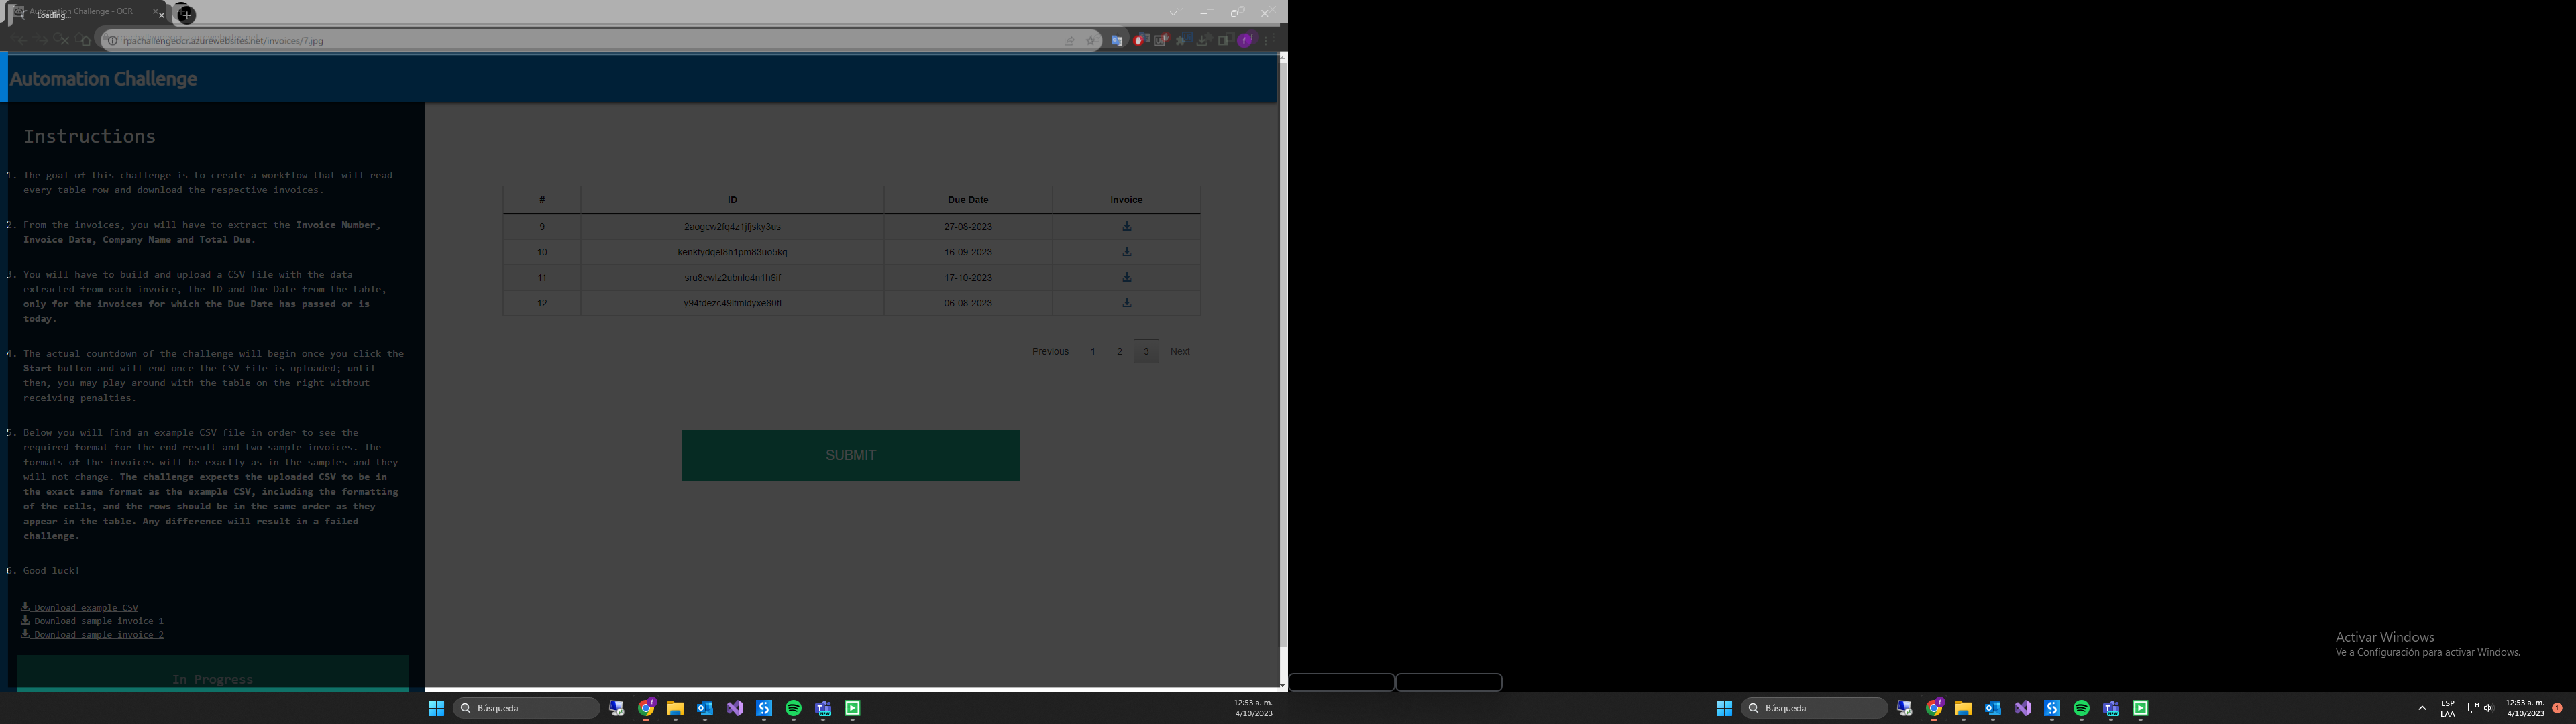 Automation Challenge - OCR
Loading...
rpachallengeocr.azurewebsites.net/invoices/7.jpg
Automation Challenge
Instructions
1. The goal of this challenge is to create a workflow that will read
every table row and download the respective invoices.
2. From the invoices, you will have to extract the Invoice Number,
Invoice Date, Company Name and Total Due.
3. You will have to build and upload a CSV file with the data
extracted from each invoice, the ID and Due Date from the table,
only for the invoices for which the Due Date has passed or is
today.
4. The actual countdown of the challenge will begin once you click the
Start button and will end once the CSV file is uploaded; until
then, you may play around with the table on the right without
receiving penalties.
5. Below you will find an example CSV file in order to see the
required format for the end result and two sample invoices. The
formats of the invoices will be exactly as in the samples and they
will not change. The challenge expects the uploaded CSV to be in
the exact same format as the example CSV, including the formatting
of the cells, and the rows should be in the same order as they
appear in the table. Any difference will result in a failed
challenge.
6. Good luck!
Download example CSV
Download sample invoice 1
Download sample invoice 2
In Progress
# ID Due Date Invoice
9 2aogcw2fq4z1jfjsky3us 27-08-2023
10 16-09-2023
11 17-10-2023
12 06-08-2023
Previous 1 2 3 Next
SUBMIT
Activar Windows
Ve a Configuración para activar Windows.
Búsqueda
12:53 a. m.
4/10/2023
Búsqueda
ESP
LAA
12:53 a. m.
4/10/2023
1